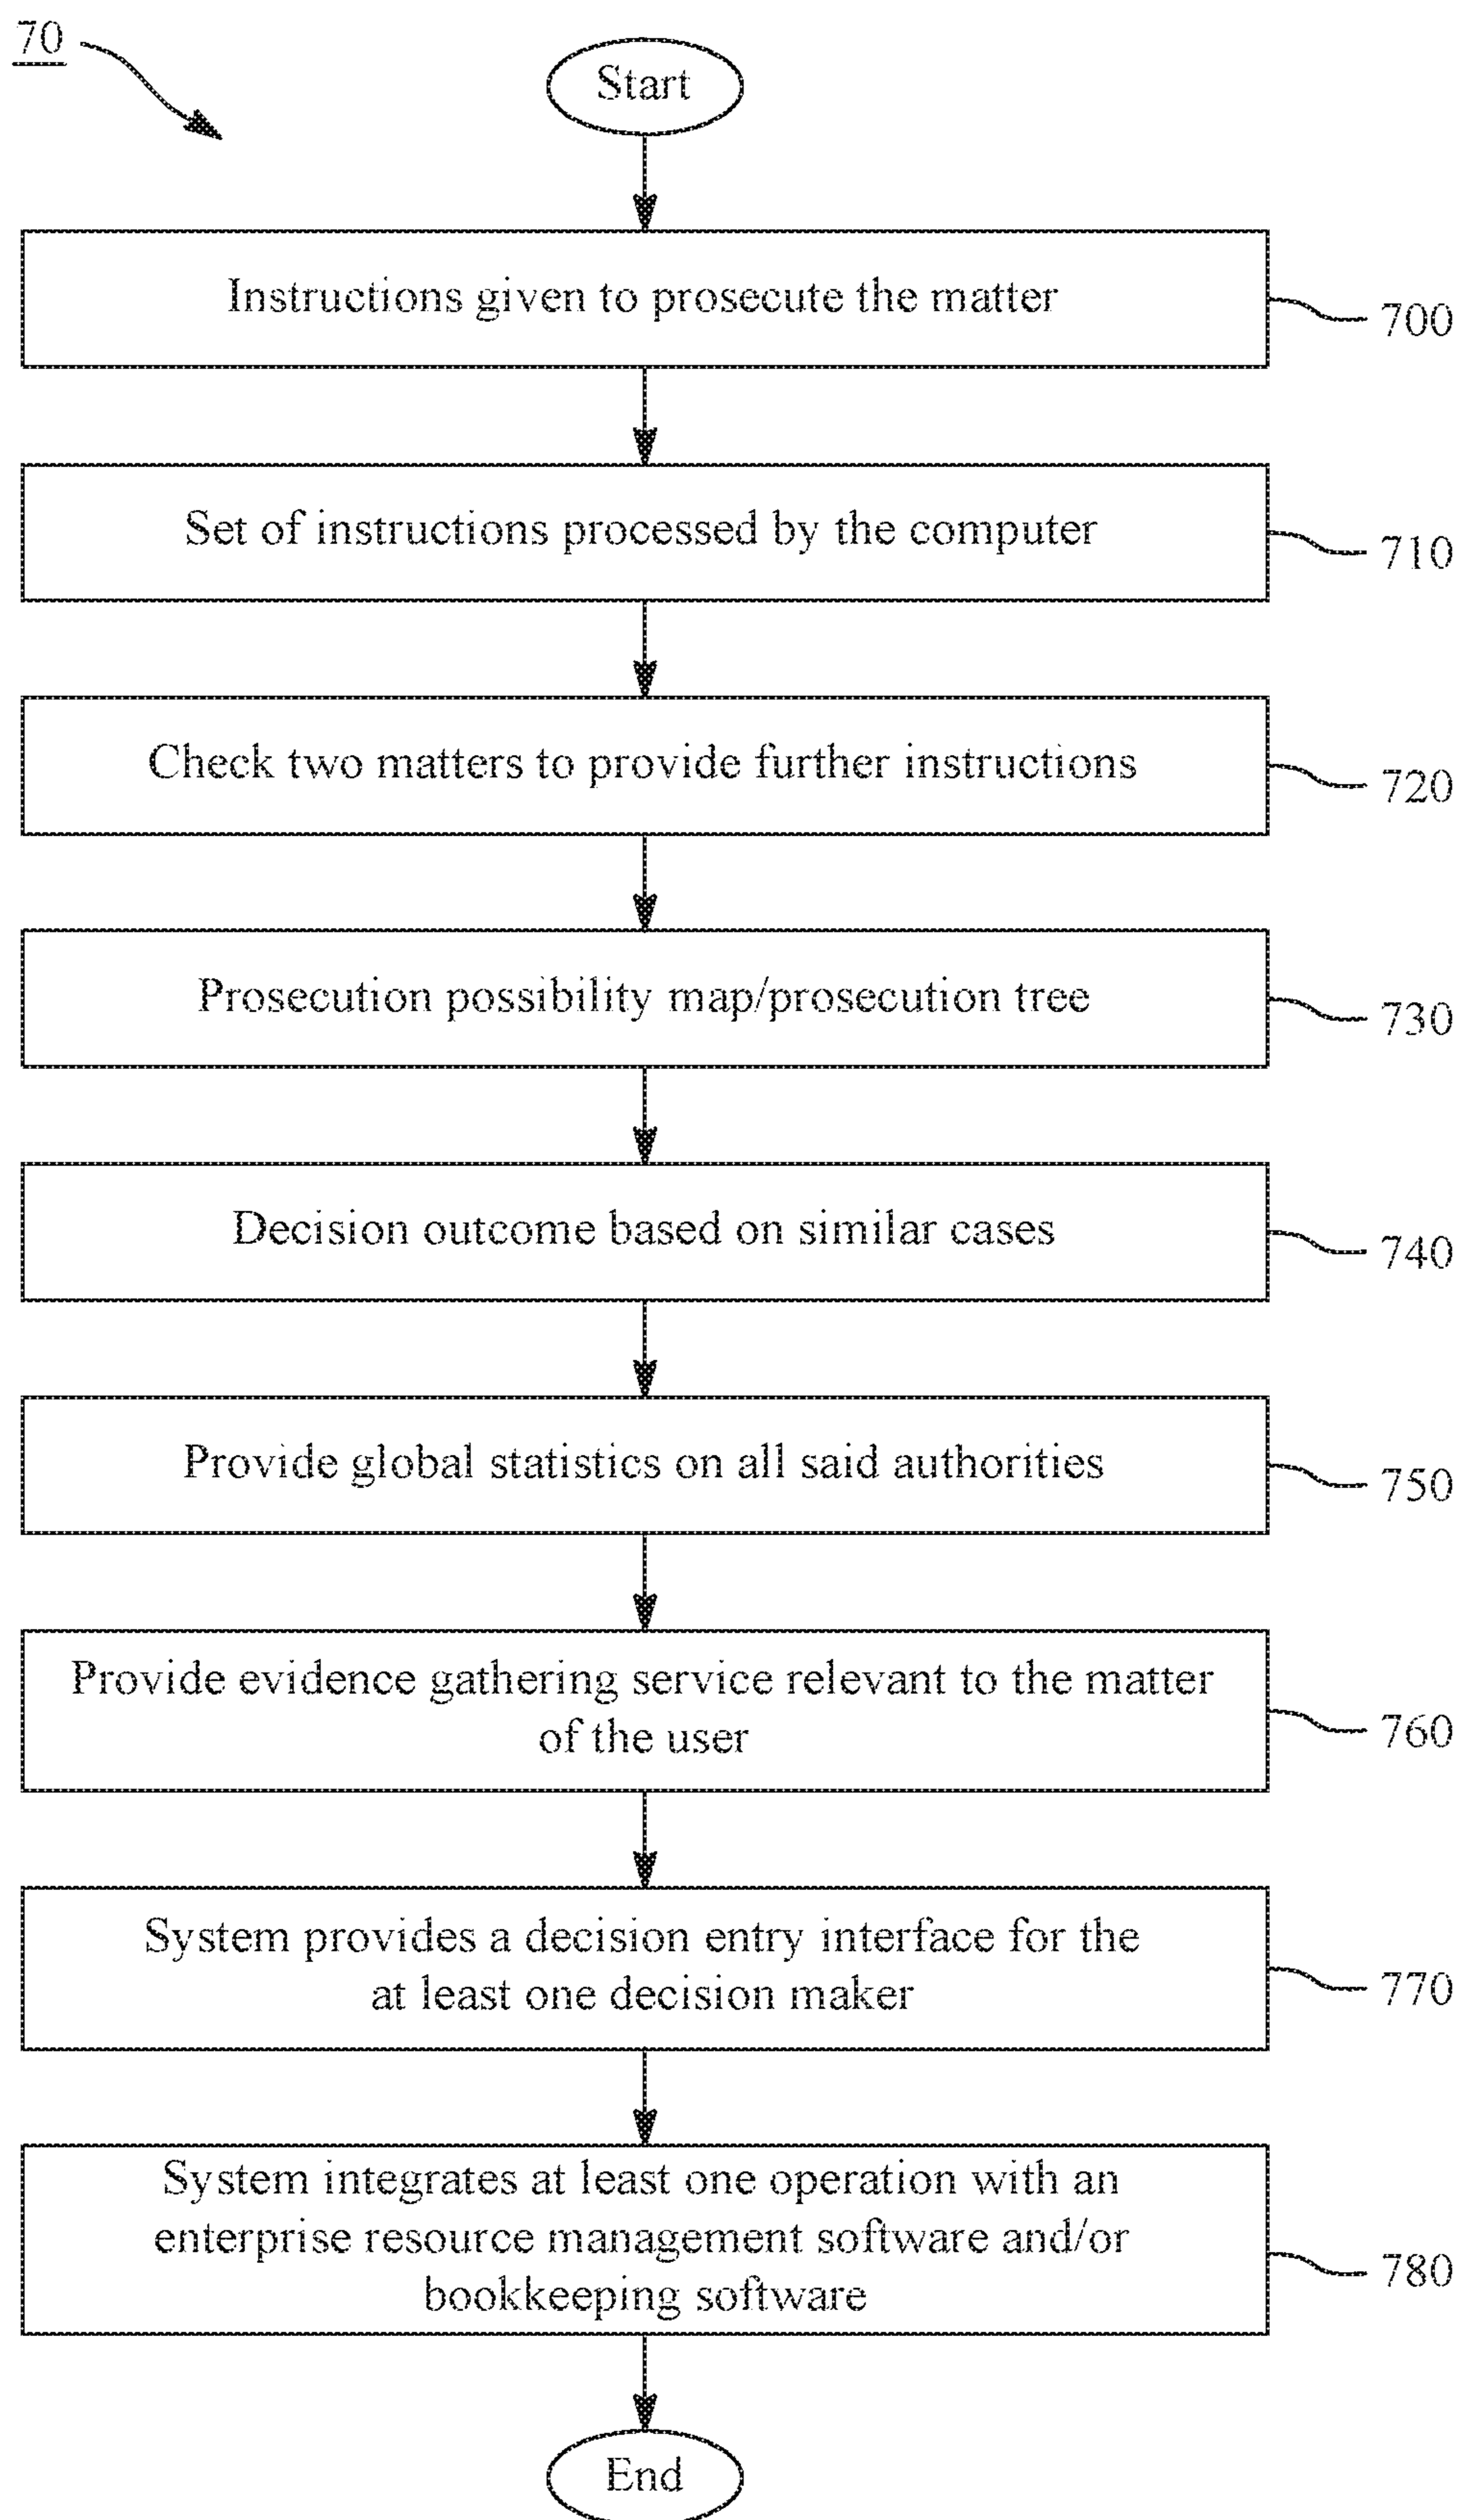 70
Start
Instructions given to prosecute the matter
700
Set of instructions processed by the computer
710
Check two matters to provide further instructions
720
Prosecution possibility map/prosecution tree
730
Decision outcome based on similar cases
740
Provide global statistics on all said authorities
750
Provide evidence gathering service relevant to the matter
of the user
760
System provides a decision entry interface for the
at least one decision maker
770
System integrates at least one operation with an
enterprise resource management software and/or
bookkeeping software
780
End